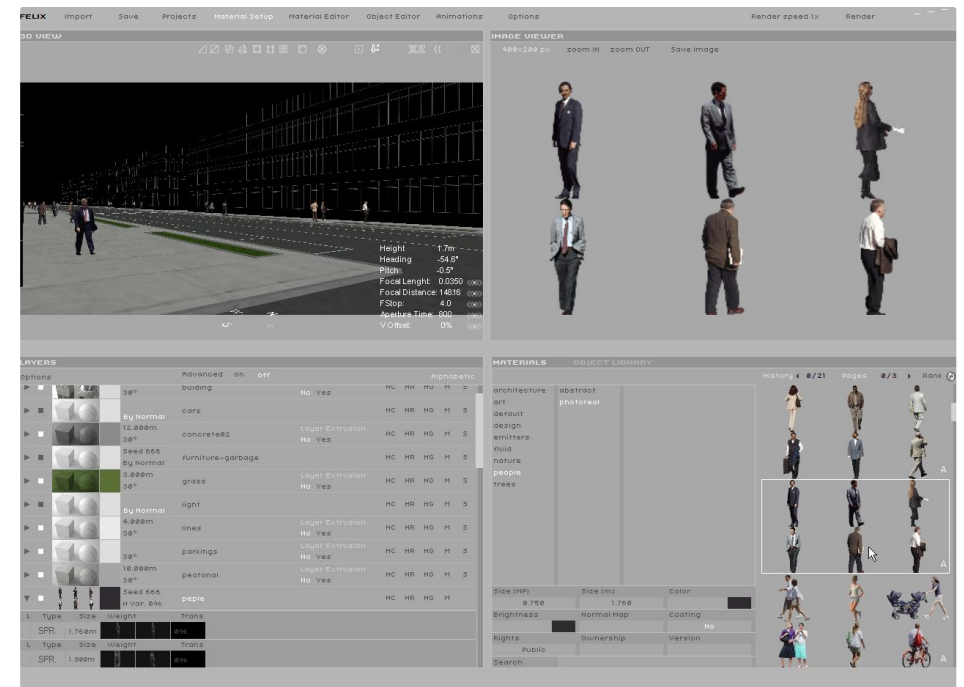 FELIX Import Save Projects Material Setup Material Editor Object Editor Animations Options Render speed 1x Render
3D VIEW
IMAGE VIEWER
400x200 px zoom IN zoom OUT Save Image
Height 1.7m
Heading -54.6°
Pitch -0.5°
Focal Lenght: 0.0350
Focal Distance: 148.16
FStop: 4.0
Aperture Time: 800
V Offset: 0%
LAYERS
Options Advanced on off Alphabetic
30° buiding No Yes HC HR HG M S
By Normal cars HC HR HG M S
12.000m concrete02 Layer Extrusion
30° No Yes HC HR HG M S
Seed 666 furniture-garbage
By Normal HC HR HG M S
3.000m grass Layer Extrusion
30° No Yes HC HR HG M S
By Normal light HC HR HG M S
4.000m lines Layer Extrusion
30° No Yes HC HR HG M S
parkings Layer Extrusion
30° No Yes HC HR HG M S
10.000m peatonal Layer Extrusion
30° No Yes HC HR HG M S
Seed 666 peple
H Var. 0% HC HR HG M
L Type Size Weight Trans
SPR. 1.760m 0%
L Type Size Weight Trans
SPR. 1.800m 0%
MATERIALS OBJECT LIBRARY
History 0/21 Pages 0/3 Rank
architecture abstract
art photoreal
default
design
emitters
fluid
nature
people
trees
A
A
A
Size (MP) Size (m) Color
0.750 1.760
Brightness Normal Map Coating
No
Rights Ownership Version
Public
Search